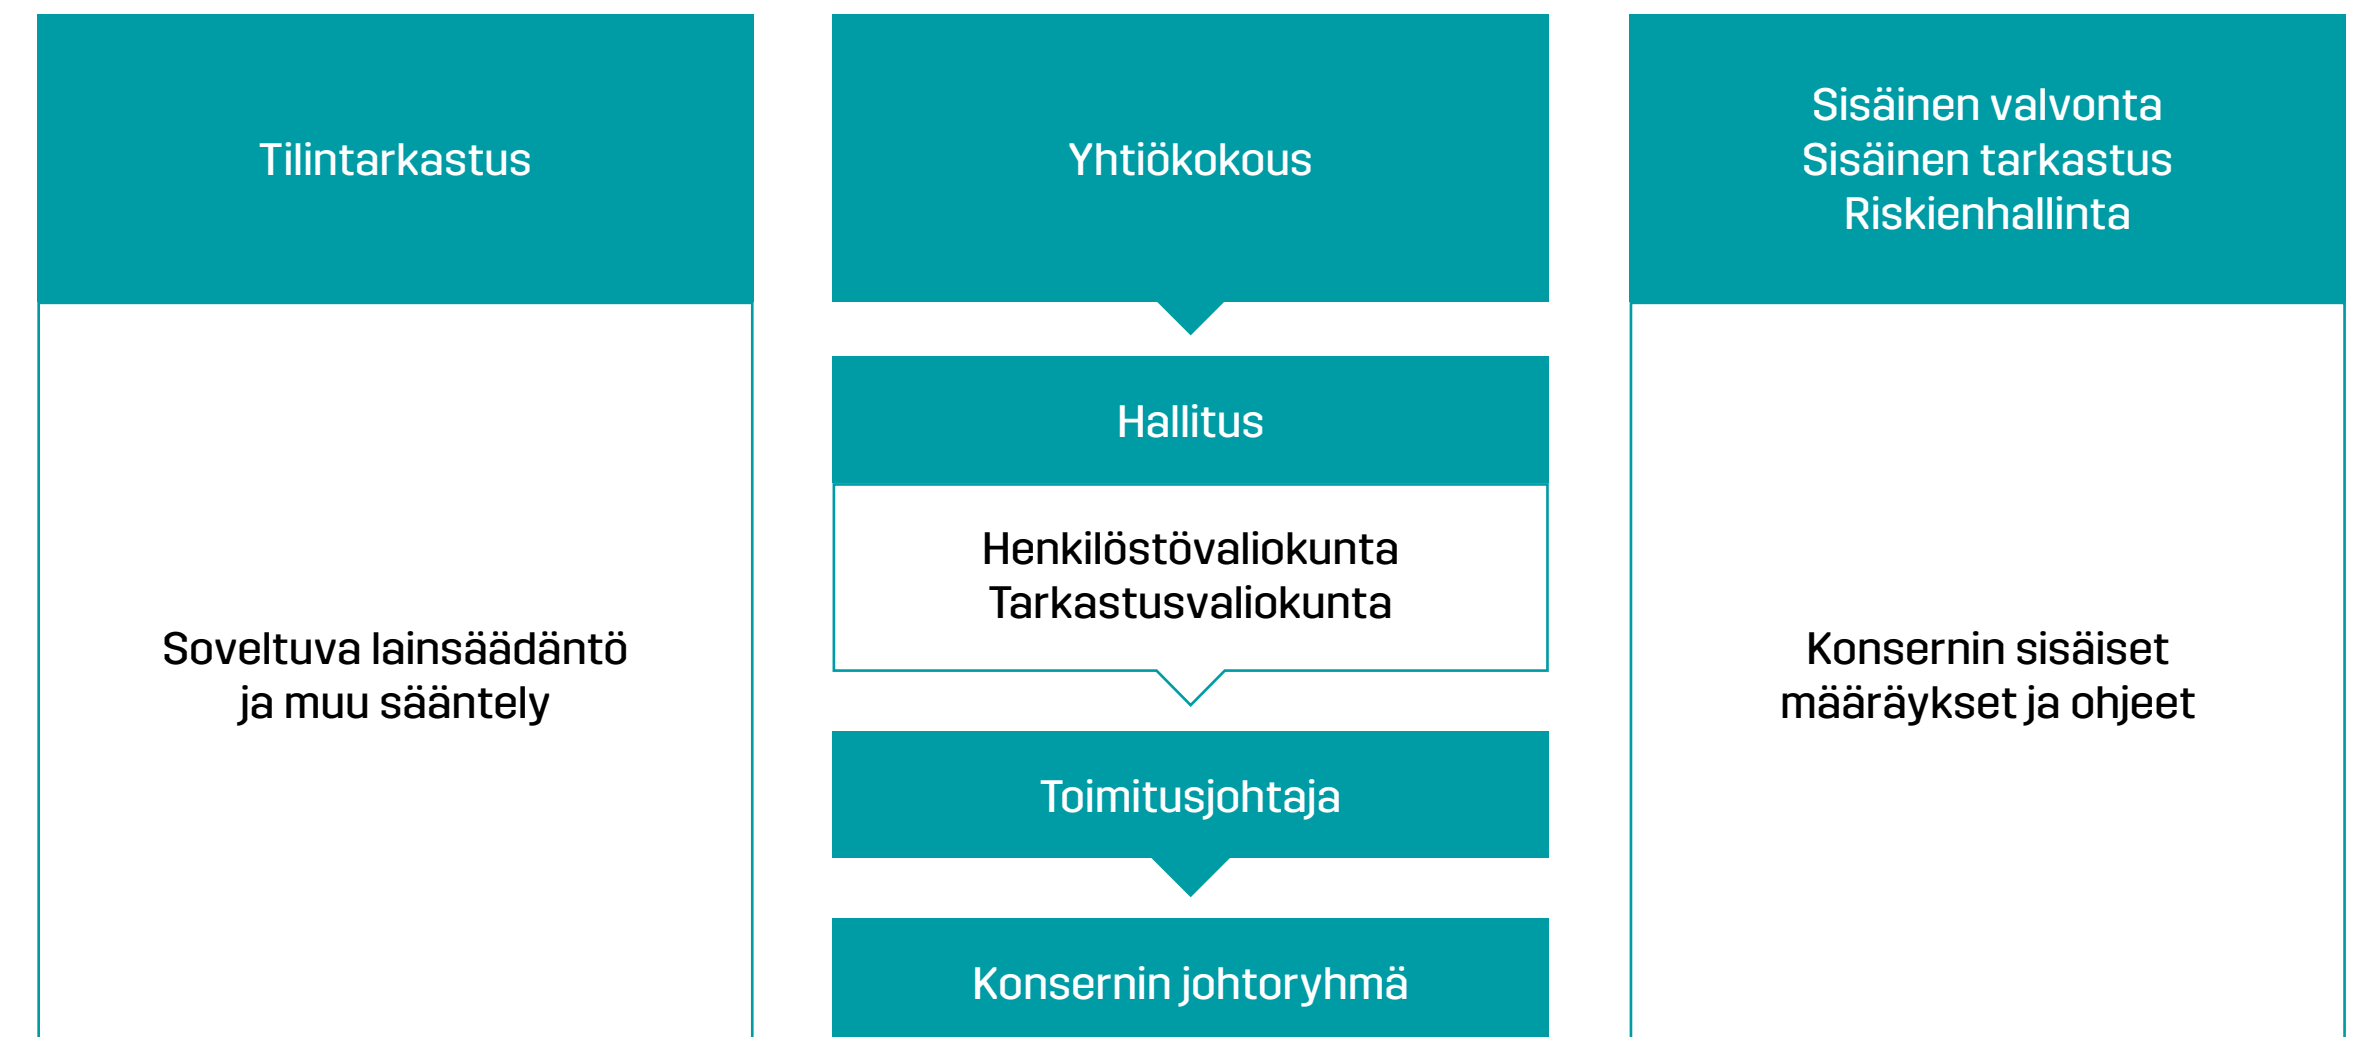 Tilintarkastus
Soveltuva lainsäädäntö
ja muu sääntely
Yhtiökokous
Hallitus
Henkilöstövaliokunta
Tarkastusvaliokunta
Toimitusjohtaja
Konsernin johtoryhmä
Sisäinen valvonta
Sisäinen tarkastus
Riskienhallinta
Konsernin sisäiset
määräykset ja ohjeet